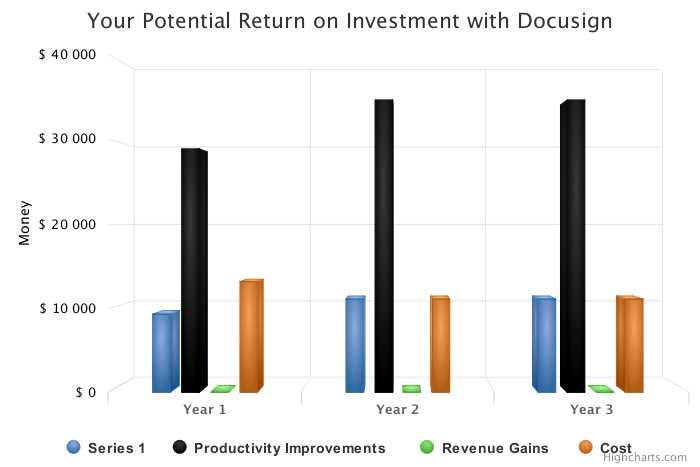 Your Potential Return on Investment with Docusign
$ 40 000
$ 30 000
$ 20 000
$ 10 000
$ 0
Money
Year 1
Year 2
Year 3
Series 1
Productivity Improvements
Revenue Gains
Cost
Highcharts.com